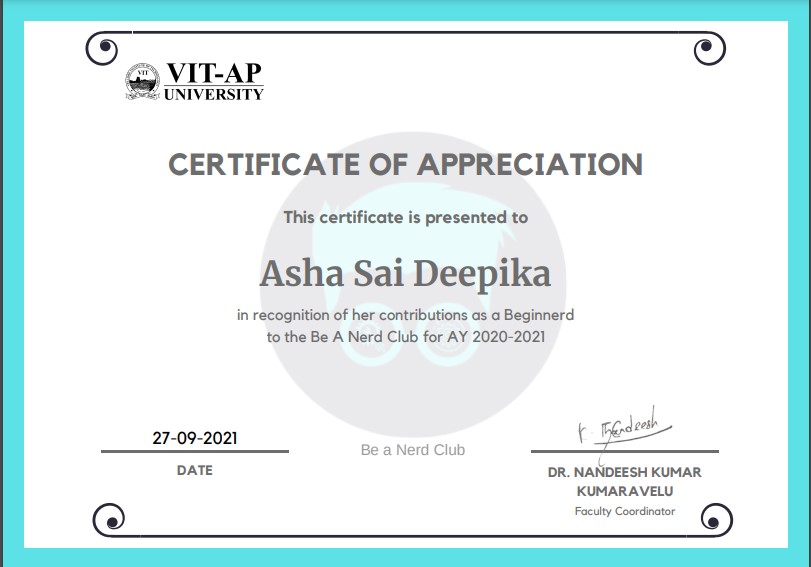 VIT
VIT-AP
UNIVERSITY
CERTIFICATE OF APPRECIATION
This certificate is presented to
Asha Sai Deepika
in recognition of her contributions as a Beginnerd
to the Be A Nerd Club for AY 2020-2021
27-09-2021
DATE
Be a Nerd Club
DR. NANDEESH KUMAR
KUMARAVELU
Faculty Coordinator